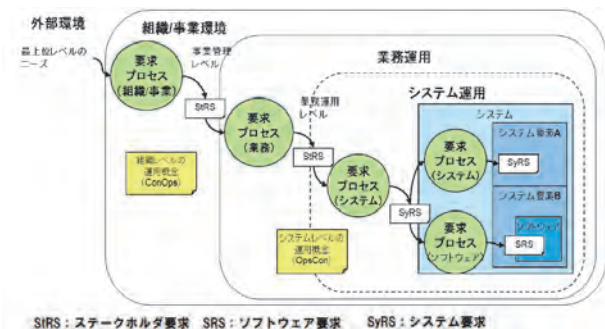 外部環境
組織/事業環境
最上位レベルの
ニーズ
事業管理
レベル
業務運用
要求
プロセス
(組織/事業)
StRS
業務運用
レベル
システム運用
システム
要求
プロセス
(業務)
StRS
システム要素A
要求
プロセス
(システム)
SyRS
組織レベルの
運用概念
(ConOps)
要求
プロセス
(システム)
SyRS
システム要素B
ソフトウェア
要求
プロセス
(ソフトウェア)
SRS
システムレベルの
運用概念
(OpsCon)
StRS：ステークホルダ要求 SRS：ソフトウェア要求 SyRS：システム要求